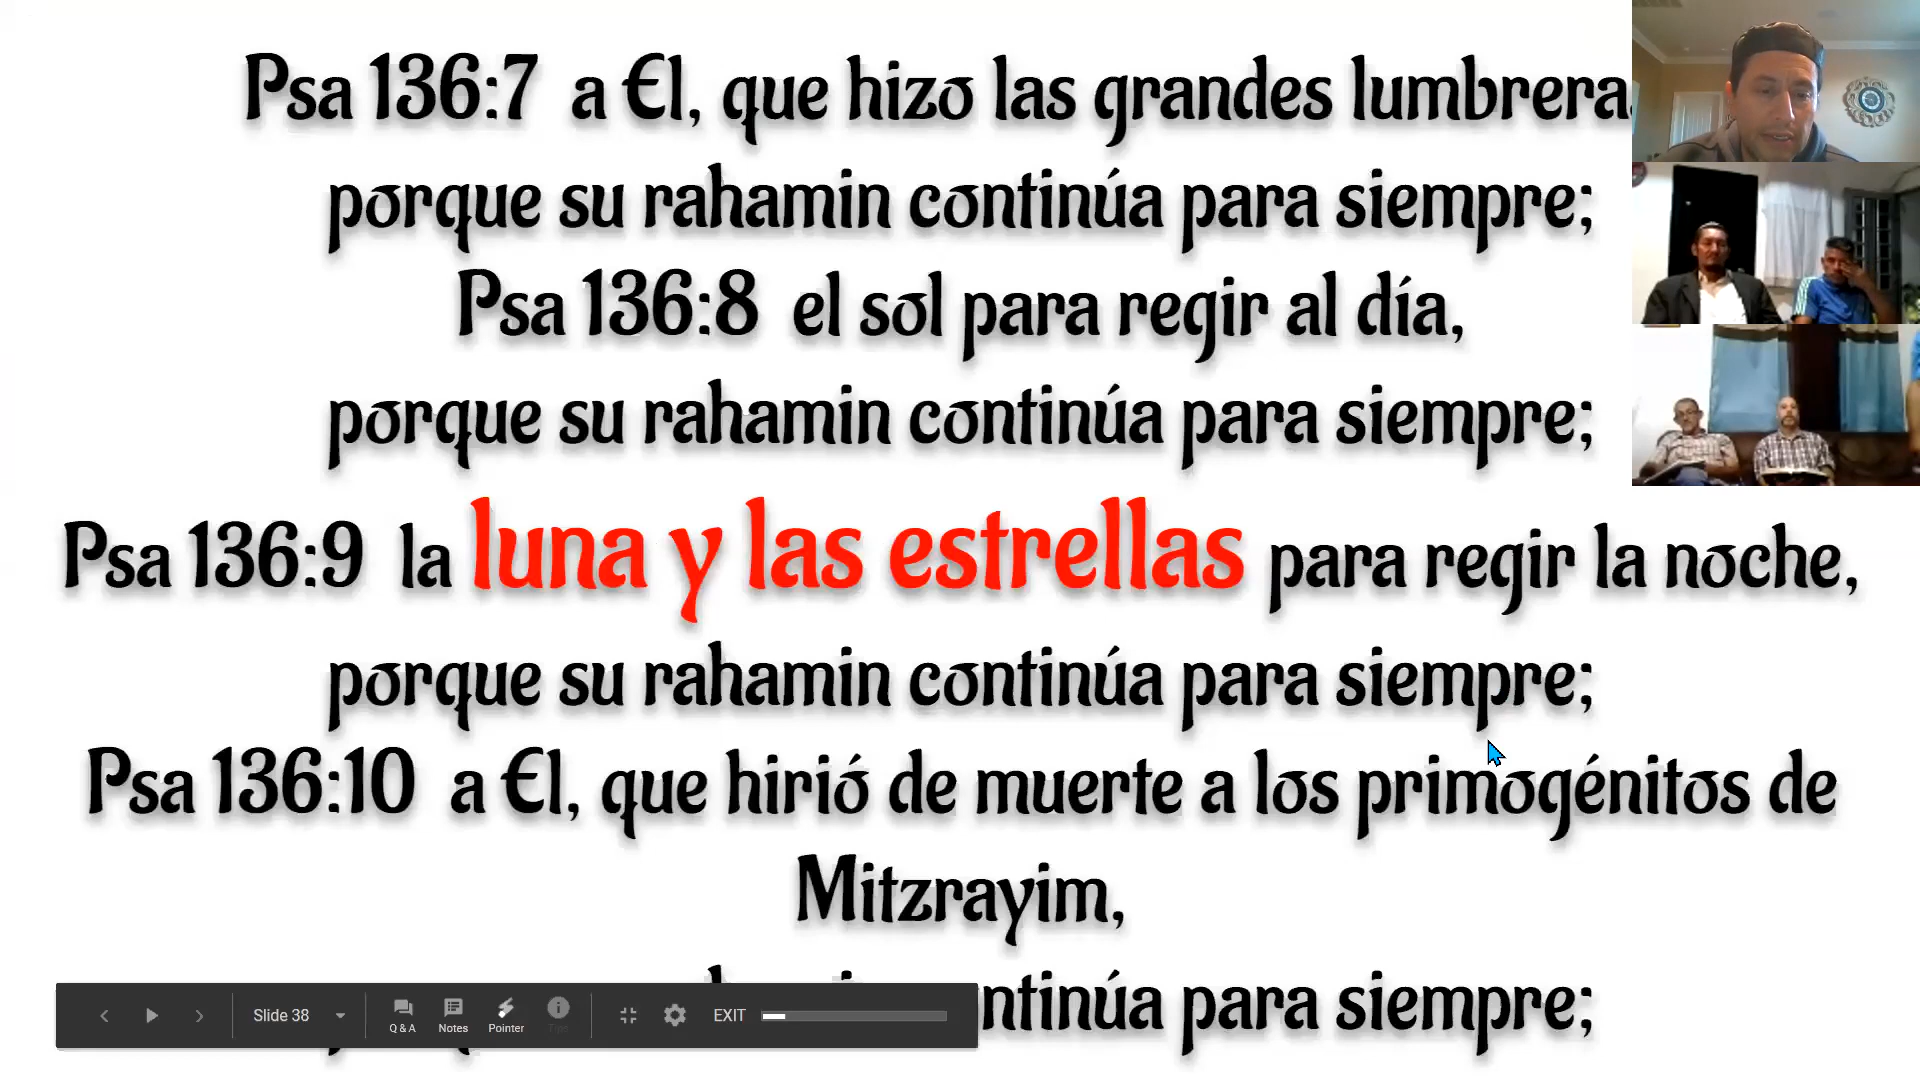 Psa 136:7 a El, que hizo las grandes lumbrera
porque su rahamin continúa para siempre;
Psa 136:8 el sol para regir al día,
porque su rahamin continúa para siempre;
Psa 136:9 la luna y las estrellas para regir la noche,
porque su rahamin continúa para siempre;
Psa 136:10 a El, que hirió de muerte a los primogénitos de
Mitzrayim,
para siempre;
Slide 38
Q & A
Notes
Pointer
Tips
EXIT